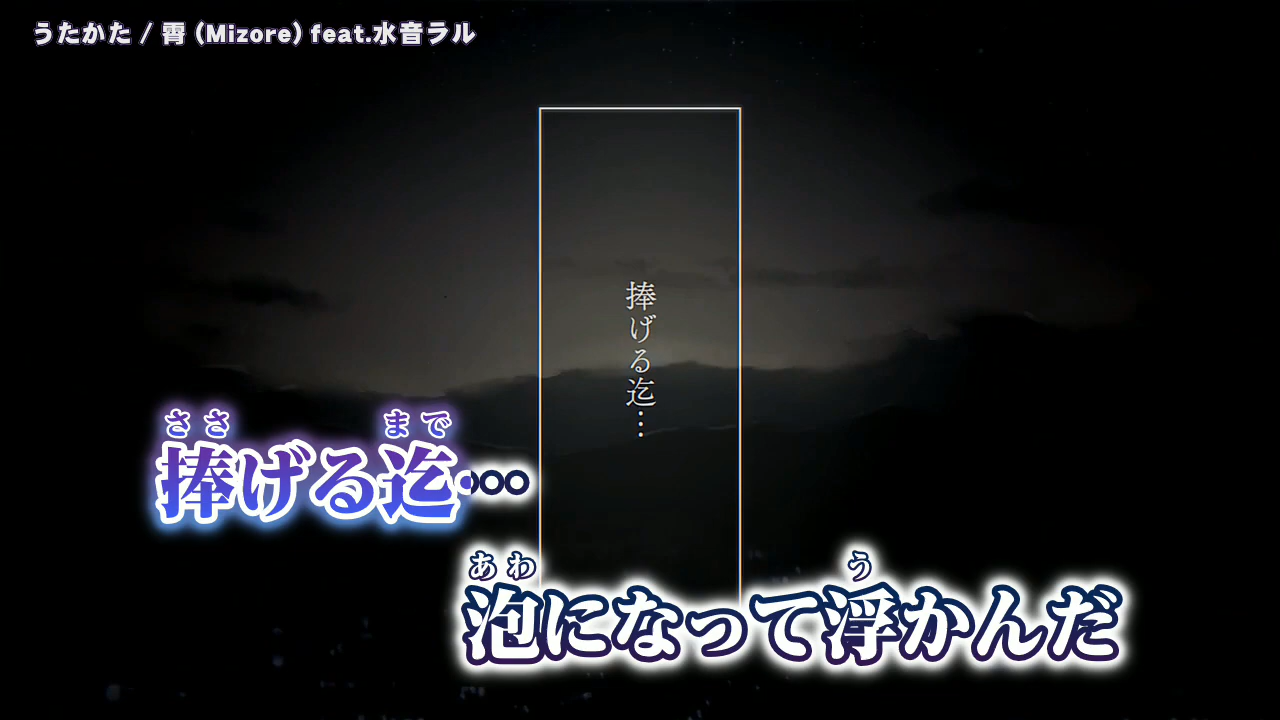 うたかた / 霄（Mizore）feat.水音ラル
捧げる迄…
ささ まで
捧げる迄…
あわ う
泡になって浮かんだ